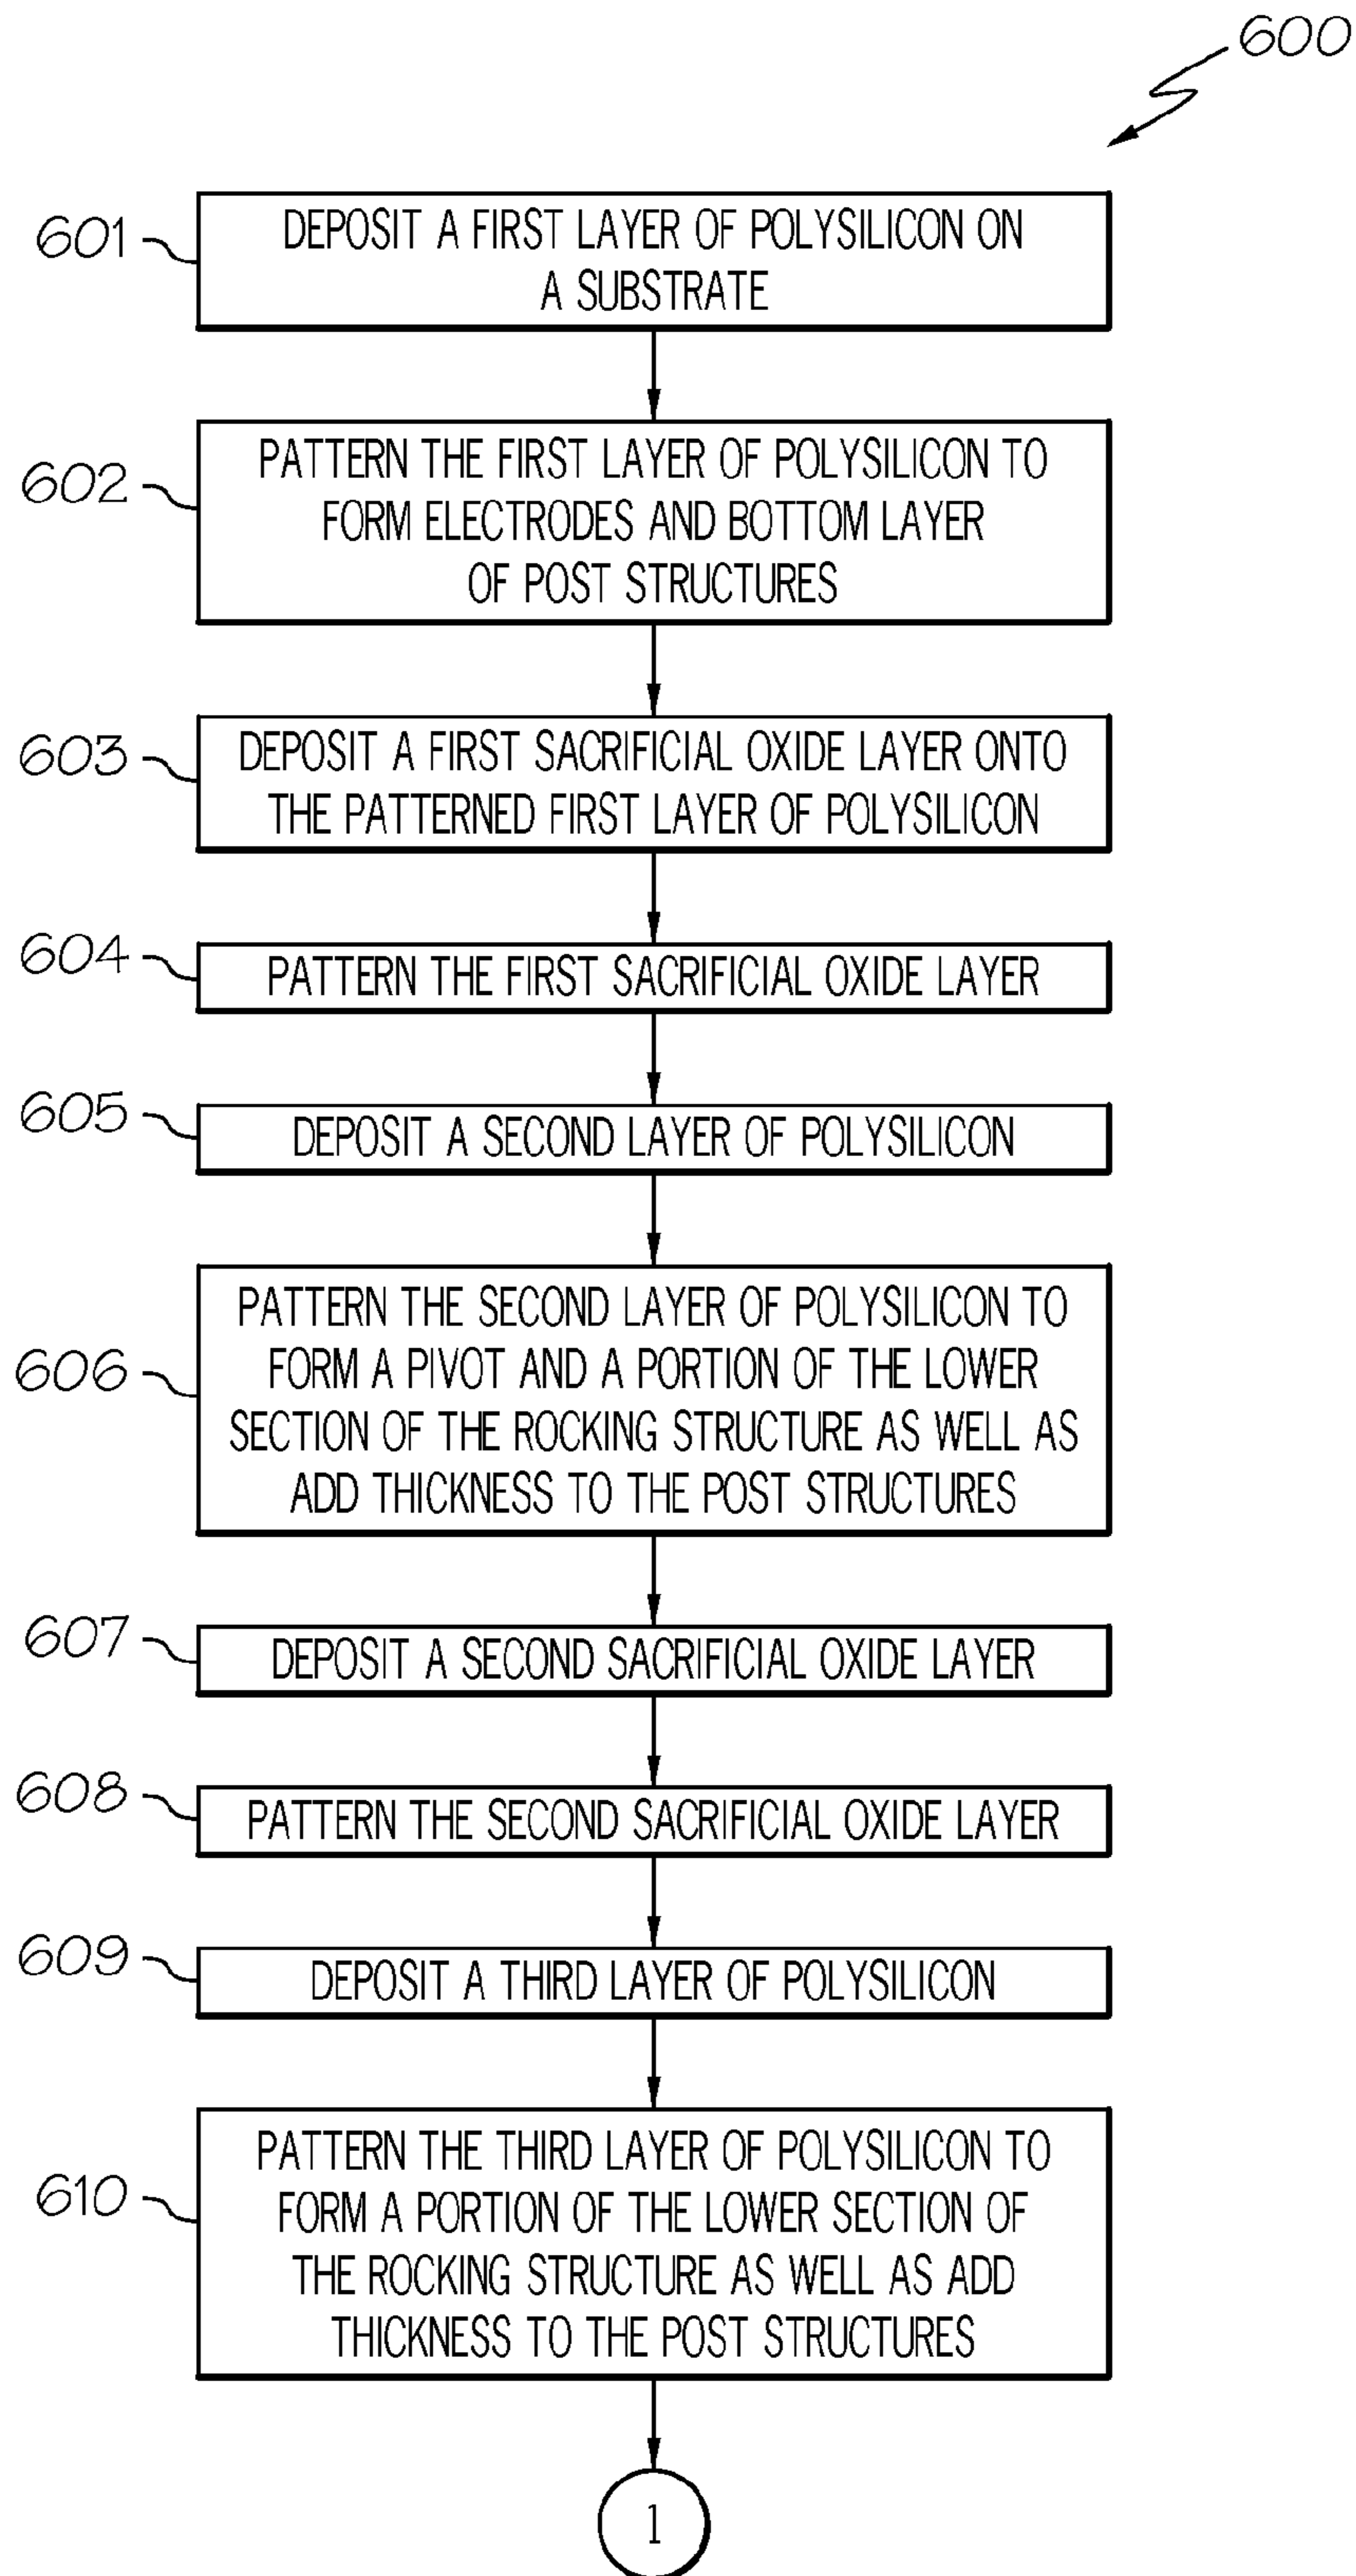 600
601
DEPOSIT A FIRST LAYER OF POLYSILICON ON
A SUBSTRATE
602
PATTERN THE FIRST LAYER OF POLYSILICON TO
FORM ELECTRODES AND BOTTOM LAYER
OF POST STRUCTURES
603
DEPOSIT A FIRST SACRIFICIAL OXIDE LAYER ONTO
THE PATTERNED FIRST LAYER OF POLYSILICON
604
PATTERN THE FIRST SACRIFICIAL OXIDE LAYER
605
DEPOSIT A SECOND LAYER OF POLYSILICON
606
PATTERN THE SECOND LAYER OF POLYSILICON TO
FORM A PIVOT AND A PORTION OF THE LOWER
SECTION OF THE ROCKING STRUCTURE AS WELL AS
ADD THICKNESS TO THE POST STRUCTURES
607
DEPOSIT A SECOND SACRIFICIAL OXIDE LAYER
608
PATTERN THE SECOND SACRIFICIAL OXIDE LAYER
609
DEPOSIT A THIRD LAYER OF POLYSILICON
610
PATTERN THE THIRD LAYER OF POLYSILICON TO
FORM A PORTION OF THE LOWER SECTION OF
THE ROCKING STRUCTURE AS WELL AS ADD
THICKNESS TO THE POST STRUCTURES
1